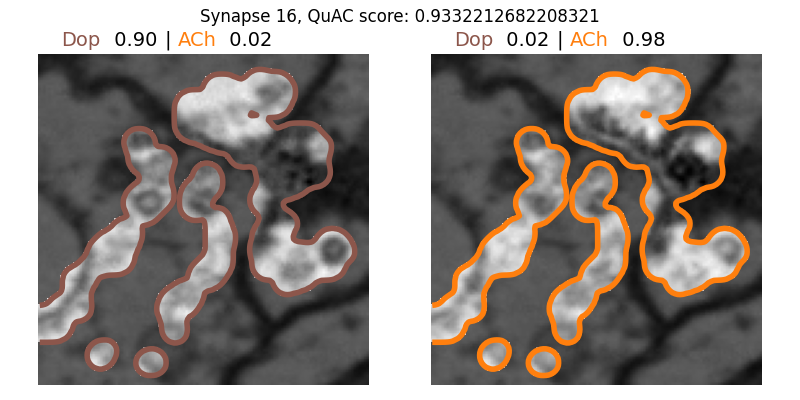 Synapse 16, QuAC score: 0.9332212682208321
Dop 0.90 | ACh 0.02
Dop 0.02 | ACh 0.98